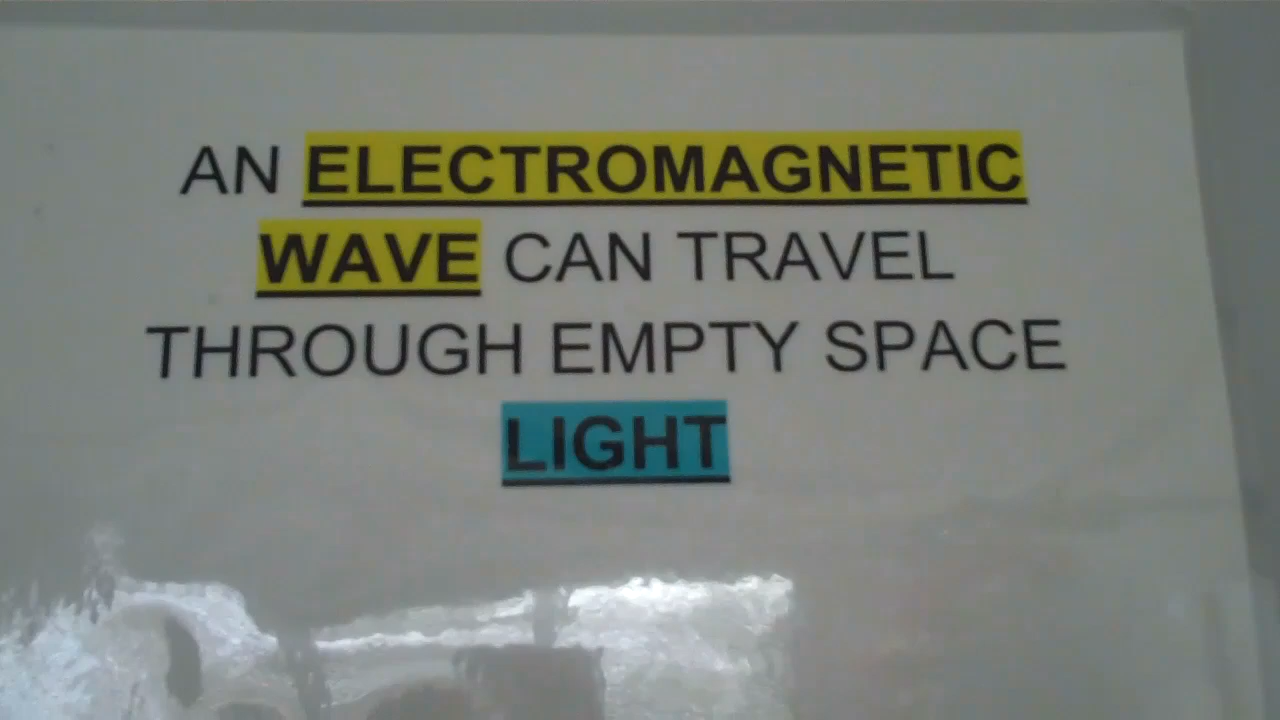 AN ELECTROMAGNETIC
WAVE CAN TRAVEL
THROUGH EMPTY SPACE
LIGHT